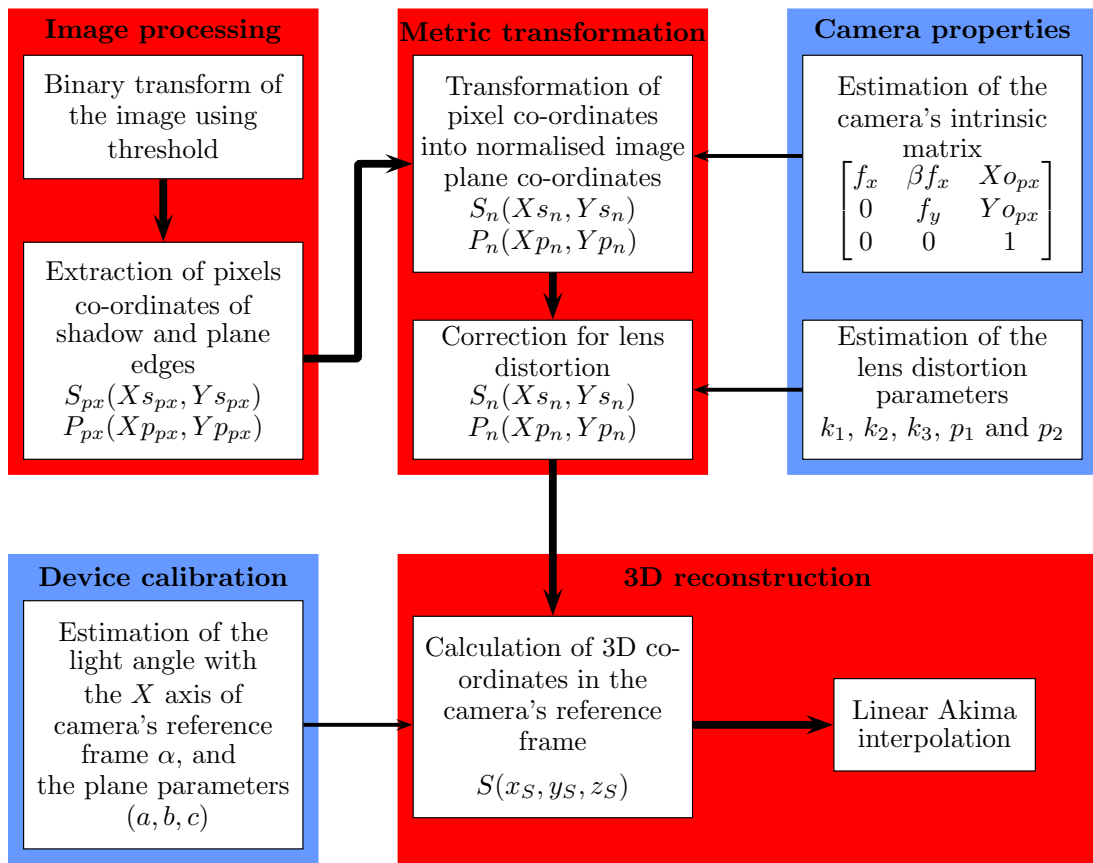 Image processing
Binary transform of
the image using
threshold
Extraction of pixels
co-ordinates of
shadow and plane
edges
S_{px}(Xs_{px}, Ys_{px})
P_{px}(Xp_{px}, Yp_{px})
Metric transformation
Transformation of
pixel co-ordinates
into normalised image
plane co-ordinates
S_n(Xs_n, Ys_n)
P_n(Xp_n, Yp_n)
Correction for lens
distortion
S_n(Xs_n, Ys_n)
P_n(Xp_n, Yp_n)
Camera properties
Estimation of the
camera's intrinsic
matrix
f_x βf_x Xo_{px}
0 f_y Yo_{px}
0 0 1
Estimation of the
lens distortion
parameters
k_1, k_2, k_3, p_1 and p_2
Device calibration
Estimation of the
light angle with
the X axis of
camera's reference
frame α, and
the plane parameters
(a, b, c)
3D reconstruction
Calculation of 3D co-
ordinates in the
camera's reference
frame
S(x_S, y_S, z_S)
Linear Akima
interpolation